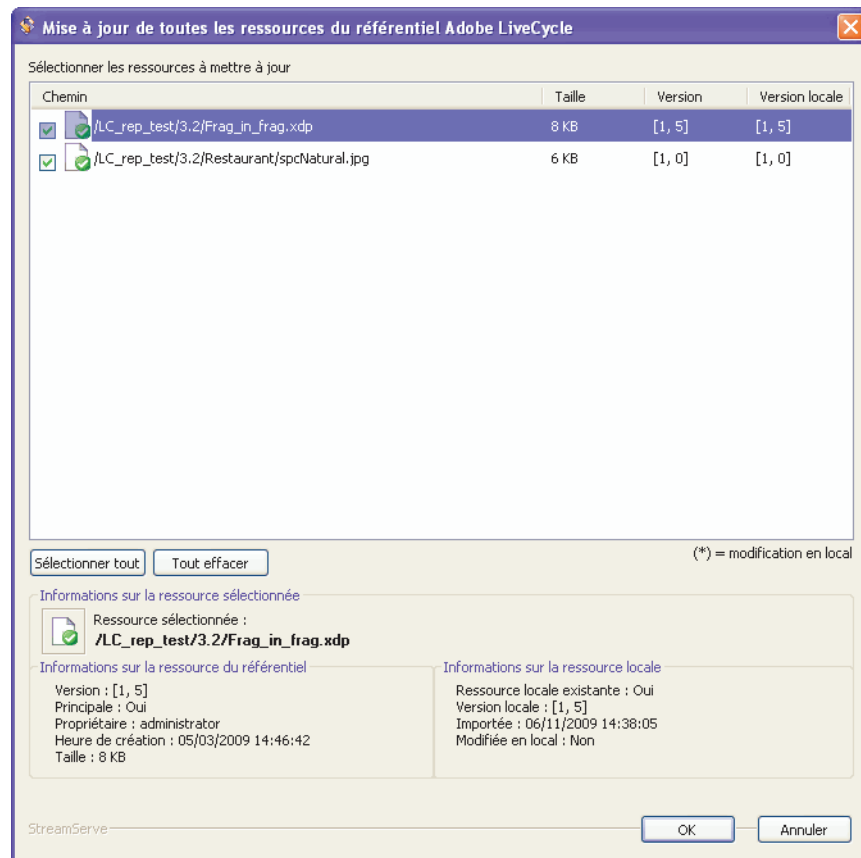 Mise à jour de toutes les ressources du référentiel Adobe LiveCycle
Sélectionner les ressources à mettre à jour
Chemin Taille Version Version locale
/LC_rep_test/3.2/Frag_in_frag.xdp 8 KB [1, 5] [1, 5]
/LC_rep_test/3.2/Restaurant/spcNatural.jpg 6 KB [1, 0] [1, 0]
Sélectionner tout Tout effacer (*) = modification en local
Informations sur la ressource sélectionnée
Ressource sélectionnée :
/LC_rep_test/3.2/Frag_in_frag.xdp
Informations sur la ressource du référentiel
Version : [1, 5]
Principale : Oui
Propriétaire : administrator
Heure de création : 05/03/2009 14:46:42
Taille : 8 KB
Informations sur la ressource locale
Ressource locale existante : Oui
Version locale : [1, 5]
Importée : 06/11/2009 14:38:05
Modifiée en local : Non
StreamServe
OK Annuler